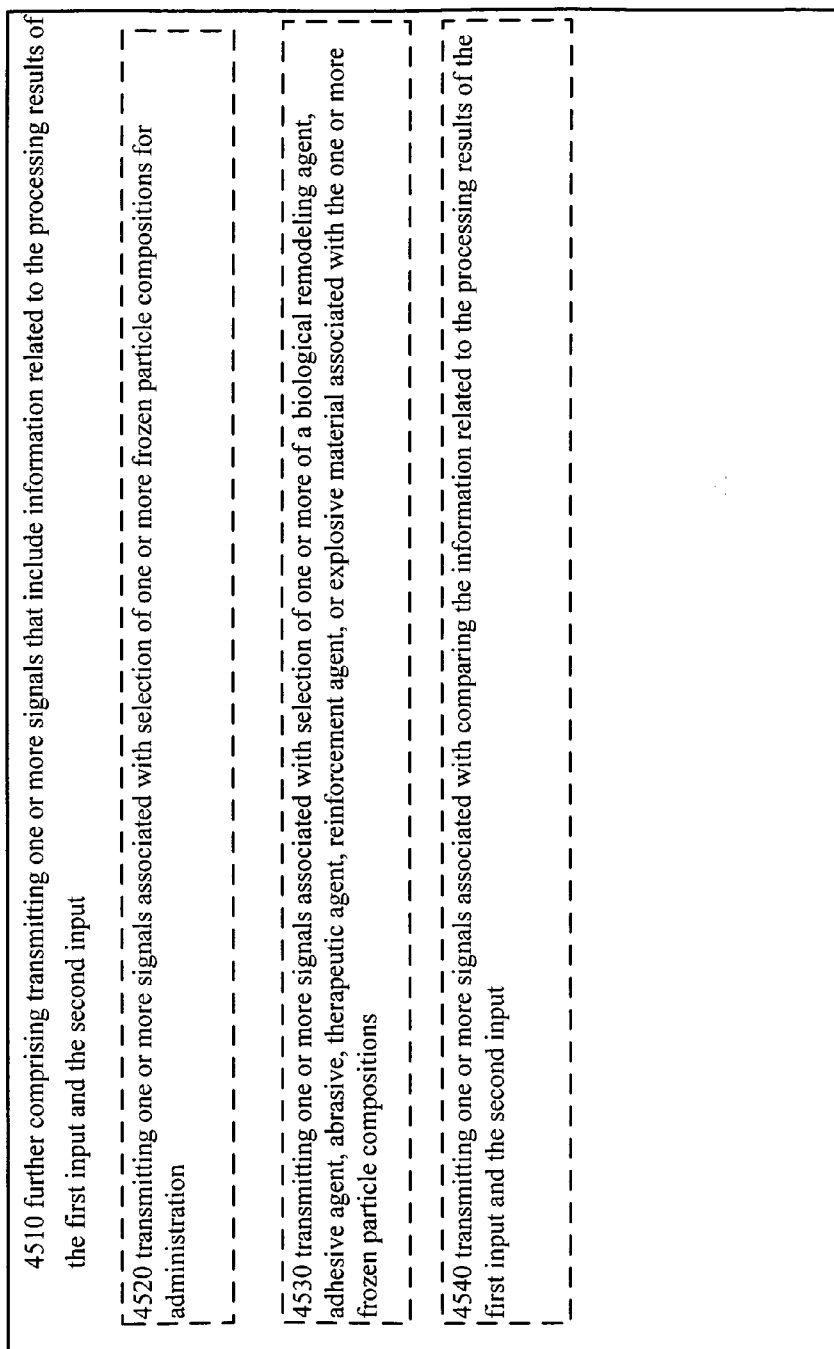 4510 further comprising transmitting one or more signals that include information related to the processing results of
the first input and the second input
4520 transmitting one or more signals associated with selection of one or more frozen particle compositions for
administration
4530 transmitting one or more signals associated with selection of one or more of a biological remodeling agent,
adhesive agent, abrasive, therapeutic agent, reinforcement agent, or explosive material associated with the one or more
frozen particle compositions
4540 transmitting one or more signals associated with comparing the information related to the processing results of the
first input and the second input